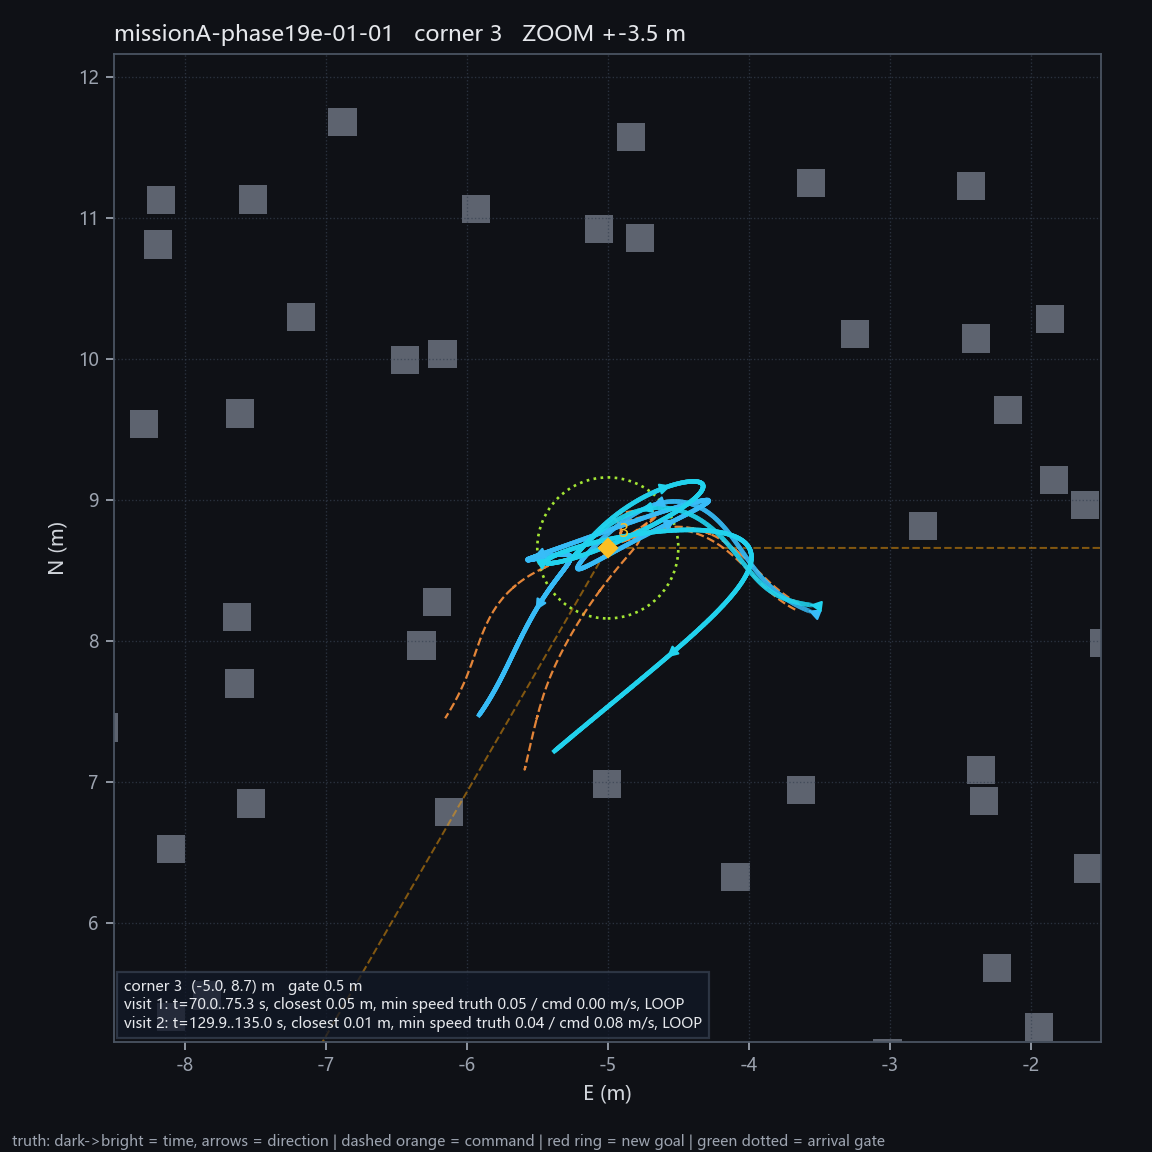 missionA-phase19e-01-01 corner 3 ZOOM +-3.5 m
12
11
10
9
8
7
6
N (m)
3
corner 3 (-5.0, 8.7) m gate 0.5 m
visit 1: t=70.0..75.3 s, closest 0.05 m, min speed truth 0.05 / cmd 0.00 m/s, LOOP
visit 2: t=129.9..135.0 s, closest 0.01 m, min speed truth 0.04 / cmd 0.08 m/s, LOOP
-8 -7 -6 -5 -4 -3 -2
E (m)
truth: dark->bright = time, arrows = direction | dashed orange = command | red ring = new goal | green dotted = arrival gate